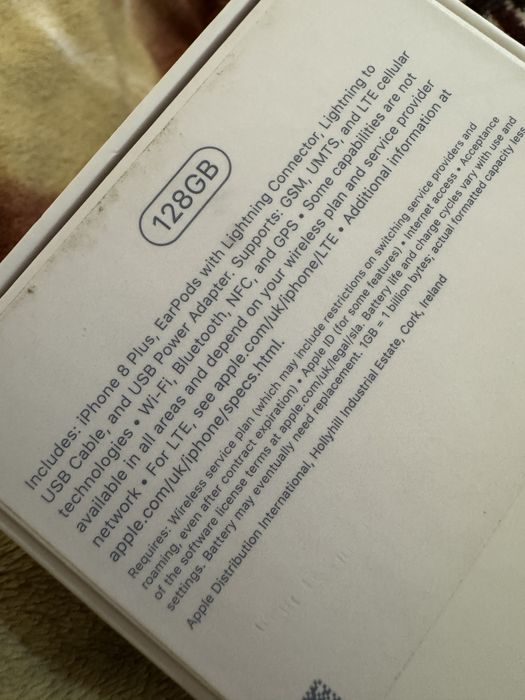 128GB
Includes: iPhone 8 Plus, EarPods with Lightning Connector, Lightning to
USB Cable, and USB Power Adapter. Supports: GSM, UMTS, and LTE cellular
technologies • Wi-Fi, Bluetooth, NFC, and GPS • Some capabilities are not
available in all areas and depend on your wireless plan and service provider
network • For LTE, see apple.com/uk/iphone/LTE • Additional information at
apple.com/uk/iphone/specs.html.
Requires: Wireless service plan (which may include restrictions on switching service providers and
roaming, even after contract expiration) • Apple ID (for some features) • Internet access • Acceptance
of the software license terms at apple.com/uk/legal/sla. Battery life and charge cycles vary with use and
settings. Battery may eventually need replacement. 1GB = 1 billion bytes; actual formatted capacity less.
Apple Distribution International, Hollyhill Industrial Estate, Cork, Ireland